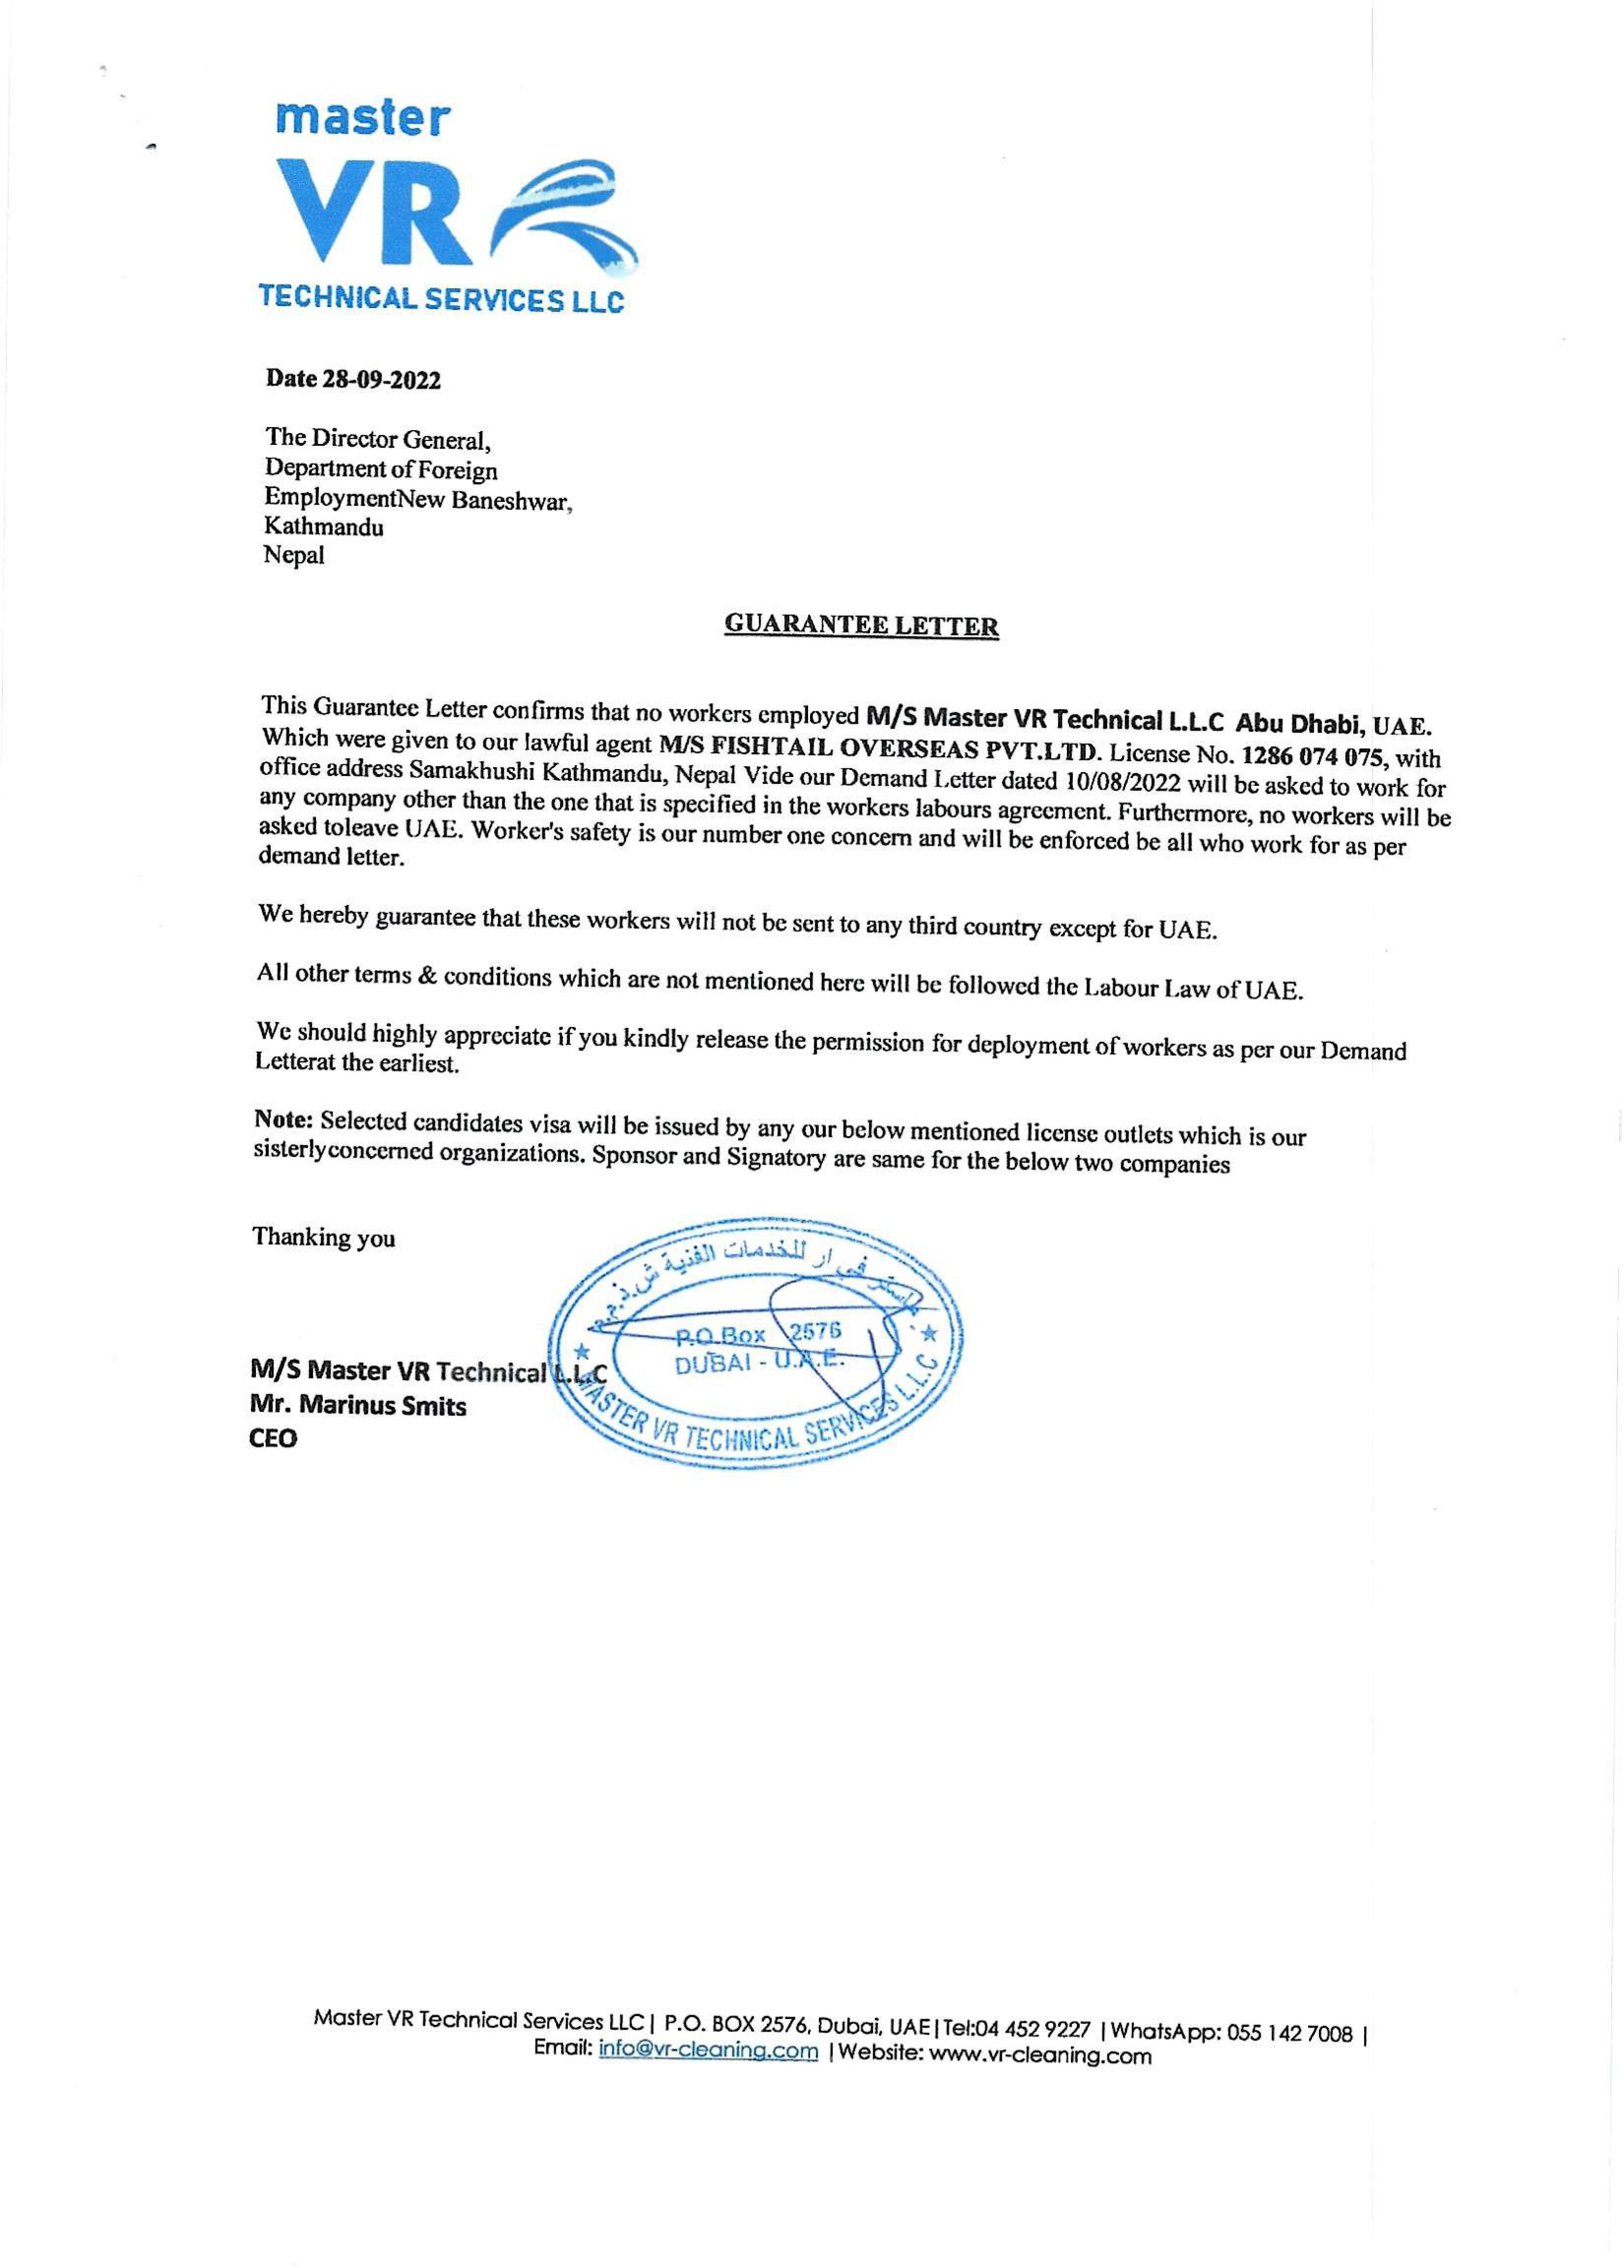 master
VR
TECHNICAL SERVICES LLC
Date 28-09-2022
The Director General,
Department of Foreign
EmploymentNew Baneshwar,
Kathmandu
Nepal
GUARANTEE LETTER
This Guarantee Letter confirms that no workers employed M/S Master VR Technical L.L.C Abu Dhabi, UAE.
Which were given to our lawful agent M/S FISHTAIL OVERSEAS PVT.LTD. License No. 1286 074 075, with
office address Samakhushi Kathmandu, Nepal Vide our Demand Letter dated 10/08/2022 will be asked to work for
any company other than the one that is specified in the workers labours agreement. Furthermore, no workers will be
asked toleave UAE. Worker's safety is our number one concern and will be enforced be all who work for as per
demand letter.
We hereby guarantee that these workers will not be sent to any third country except for UAE.
All other terms & conditions which are not mentioned here will be followed the Labour Law of UAE.
We should highly appreciate if you kindly release the permission for deployment of workers as per our Demand
Letterat the earliest.
Note: Selected candidates visa will be issued by any our below mentioned license outlets which is our
sisterlyconcerned organizations. Sponsor and Signatory are same for the below two companies
Thanking you
ماستر في ار للخدمات الفنية ش.ذ.م.م
P.O.Box 2576
DUBAI - U.A.E.
MASTER VR TECHNICAL SERVICES L.L.C
M/S Master VR Technical L.L.C
Mr. Marinus Smits
CEO
Master VR Technical Services LLC | P.O. BOX 2576, Dubai, UAE | Tel:04 452 9227 | WhatsApp: 055 142 7008 |
Email: info@vr-cleaning.com | Website: www.vr-cleaning.com